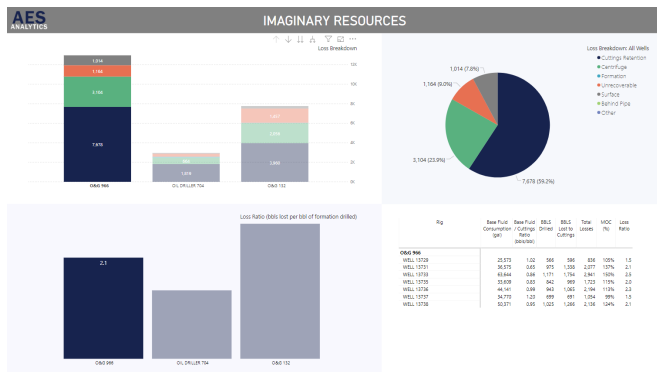 AES
ANALYTICS
IMAGINARY RESOURCES
Loss Breakdown
1,014
1,164
3,104
7,678
O&G 966
OIL DRILLER 704
O&G 132
12K
10K
8K
6K
4K
2K
0K
1,014 (7.8%)
1,164 (9.0%)
3,104 (23.9%)
7,678 (59.2%)
Loss Breakdown: All Wells
Cuttings Retention
Centrifuge
Formation
Unrecoverable
Surface
Behind Pipe
Other
Loss Ratio (bbls lost per bbl of formation drilled)
2.1
O&G 966
OIL DRILLER 704
O&G 132
Rig Base Fluid Consumption (gal) Base Fluid / Cuttings Ratio (bbls/bbl) BBLS Drilled BBLS Lost to Cuttings Total Losses MOC (%) Loss Ratio
O&G 966
WELL 13729 25,573 1.02 566 596 836 105% 1.5
WELL 13731 38,575 0.65 975 1,338 2,077 137% 2.1
WELL 13733 63,644 0.86 1,171 1,754 2,941 150% 2.5
WELL 13735 33,609 0.83 842 969 1,723 115% 2.0
WELL 13736 44,141 0.99 943 1,065 2,194 113% 2.3
WELL 13737 34,770 1.20 699 691 1,054 99% 1.5
WELL 13738 50,371 0.95 1,025 1,266 2,136 124% 2.1